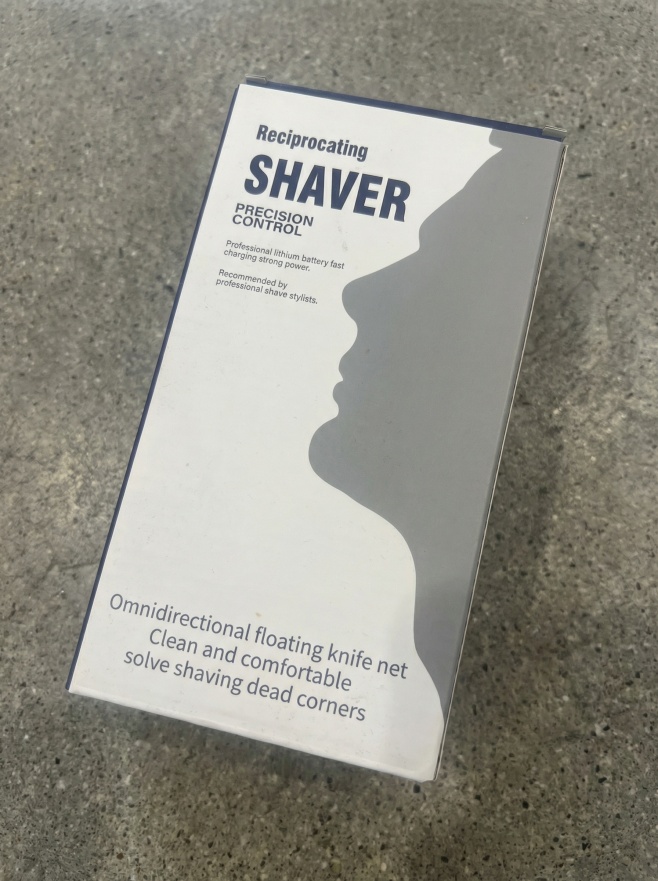 Reciprocating
SHAVER
PRECISION
CONTROL
Professional lithium battery fast
charging strong power.
Recommended by
professional shave stylists.
Omnidirectional floating knife net
Clean and comfortable
solve shaving dead corners